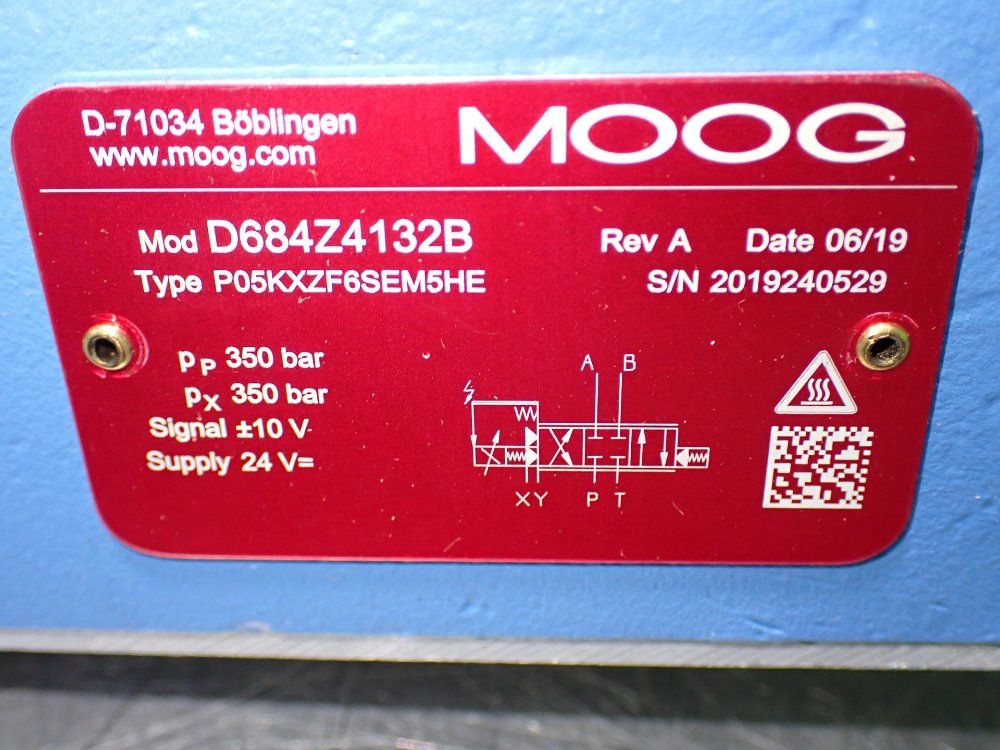 D-71034 Böblingen
www.moog.com
MOOG
Mod D684Z4132B
Rev A
Date 06/19
Type P05KXZF6SEM5HE
S/N 2019240529
pP 350 bar
pX 350 bar
Signal ±10 V
Supply 24 V=
A B
X Y P T